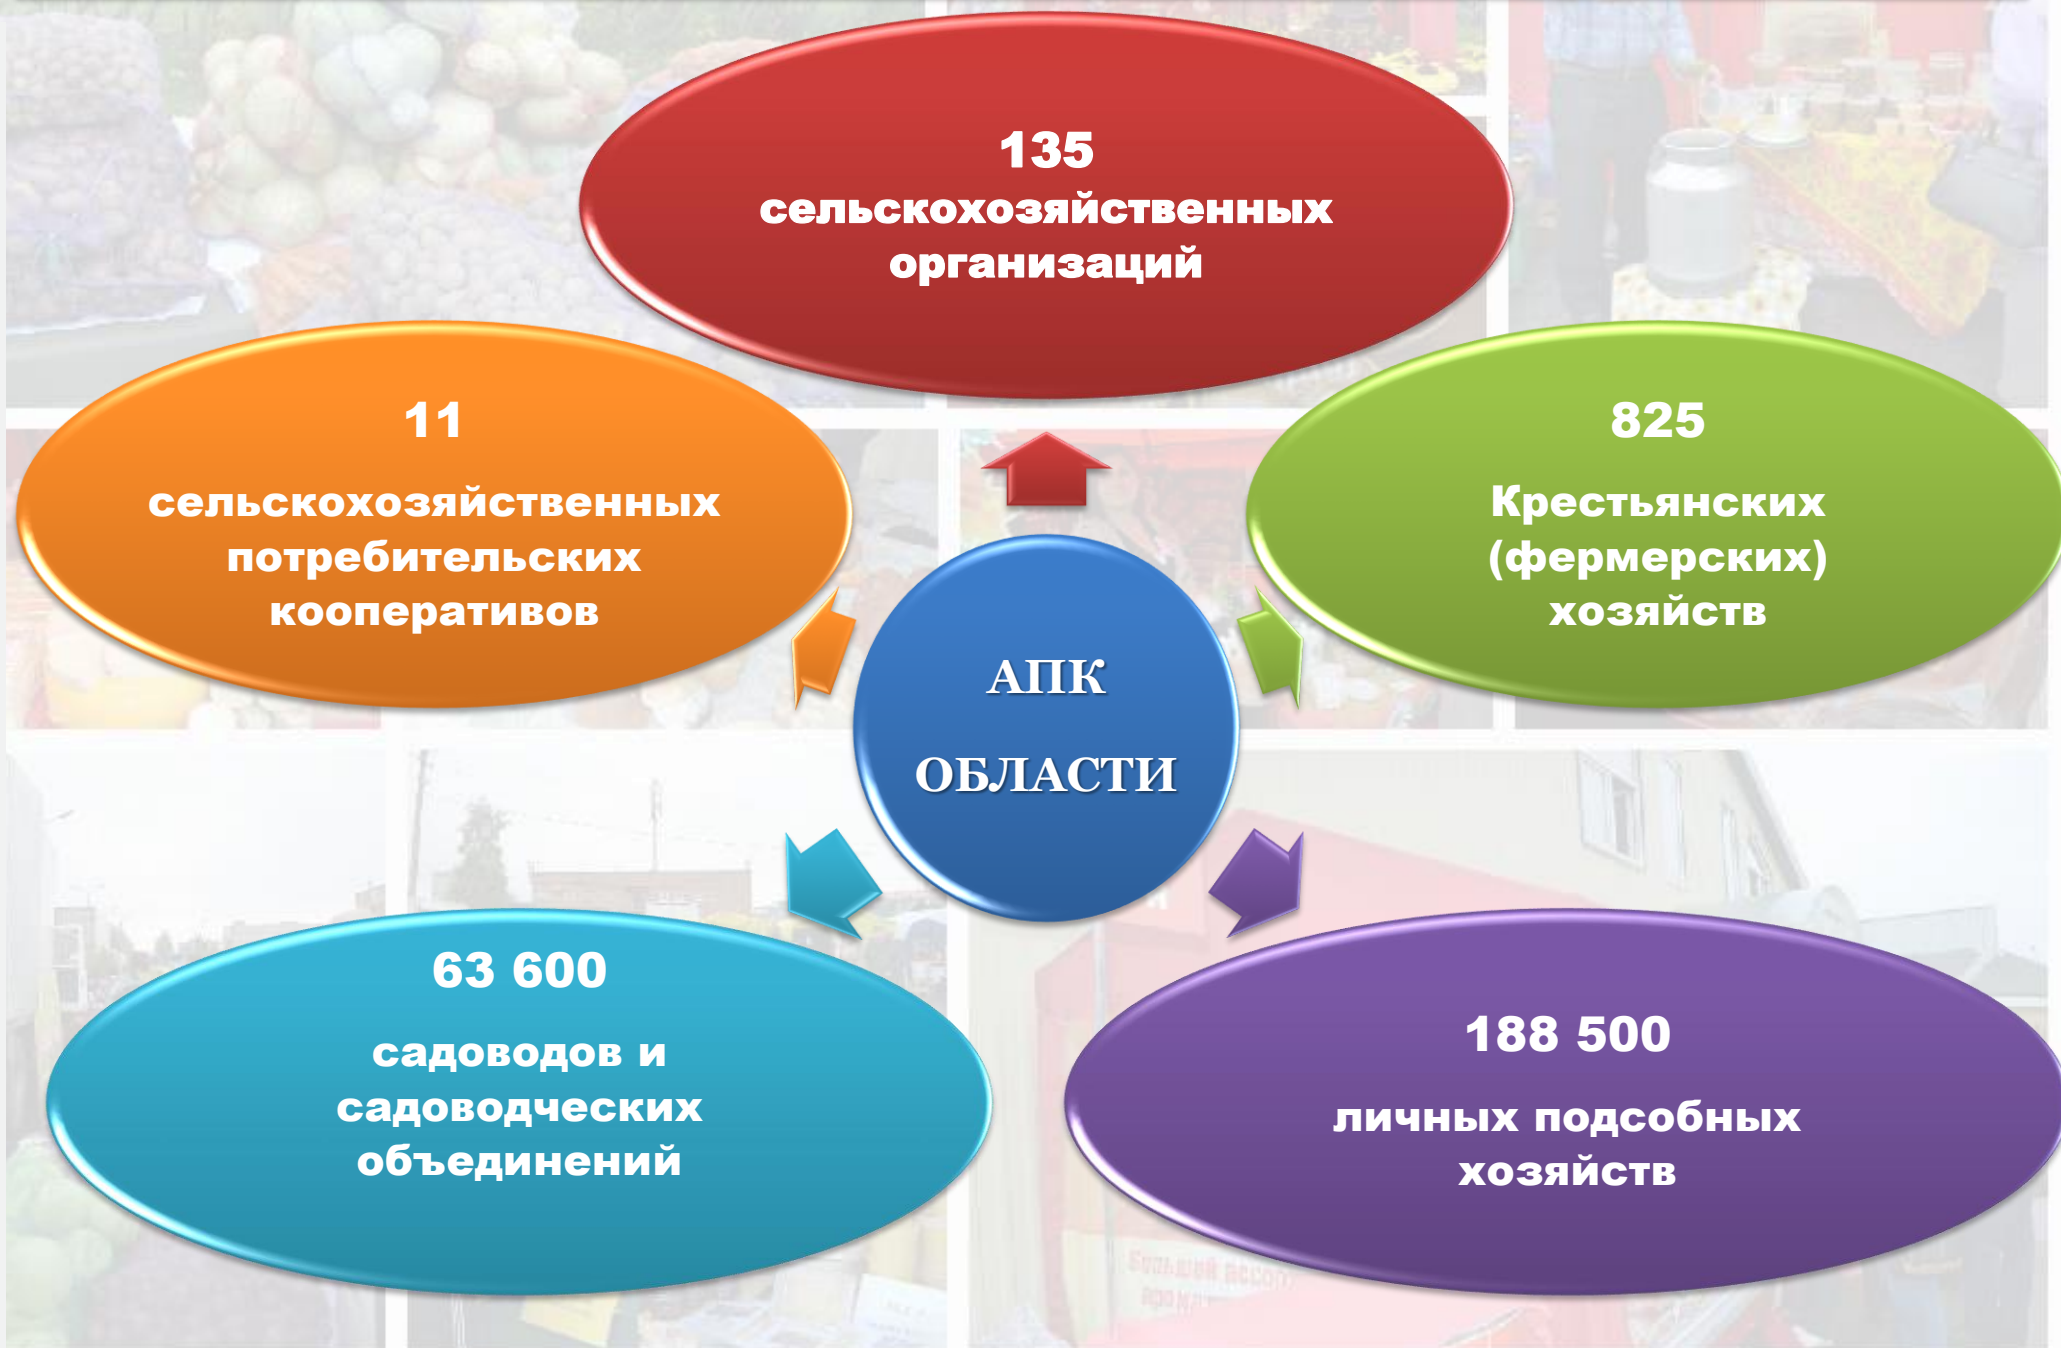 135
сельскохозяйственных
организаций
11
сельскохозяйственных
потребительских
кооперативов
825
Крестьянских
(фермерских)
хозяйств
АПК
ОБЛАСТИ
63 600
садоводов и
садоводческих
объединений
188 500
личных подсобных
хозяйств